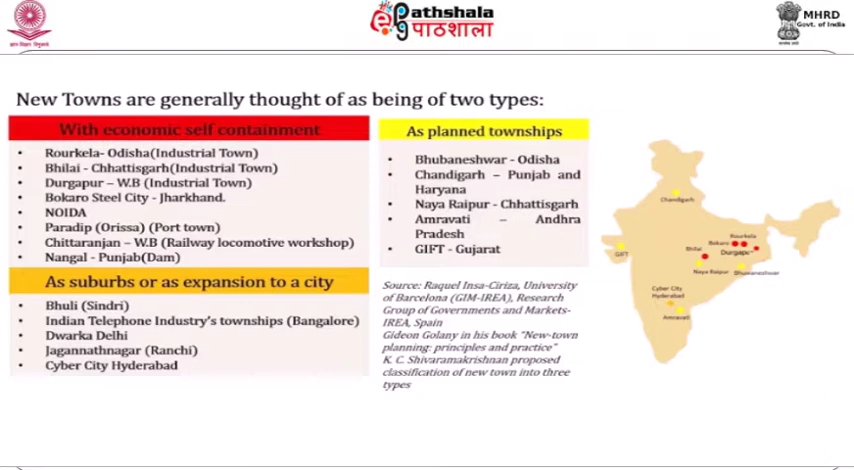 ePathshala
पाठशाला
MHRD
Govt. of India
New Towns are generally thought of as being of two types:
With economic self containment
• Rourkela- Odisha(Industrial Town)
• Bhilai - Chhattisgarh(Industrial Town)
• Durgapur – W.B (Industrial Town)
• Bokaro Steel City - Jharkhand.
• NOIDA
• Paradip (Orissa) (Port town)
• Chittaranjan – W.B (Railway locomotive workshop)
• Nangal - Punjab(Dam)
As suburbs or as expansion to a city
• Bhuli (Sindri)
• Indian Telephone Industry's townships (Bangalore)
• Dwarka Delhi
• Jagannathnagar (Ranchi)
• Cyber City Hyderabad
As planned townships
• Bhubaneshwar - Odisha
• Chandigarh – Punjab and
Haryana
• Naya Raipur - Chhattisgarh
• Amravati – Andhra
Pradesh
• GIFT - Gujarat
Source: Raquel Insa-Ciriza, University
of Barcelona (GIM-IREA), Research
Group of Governments and Markets-
IREA, Spain
Gideon Golany in his book "New-town
planning: principles and practice"
K. C. Shivaramakrishnan proposed
classification of new town into three
types
Chandigarh
Rourkela
Bokaro
Bhilai
Durgapur
GIFT
Naya Raipur
Bhubaneshwar
Cyber City
Hyderabad
Amravati